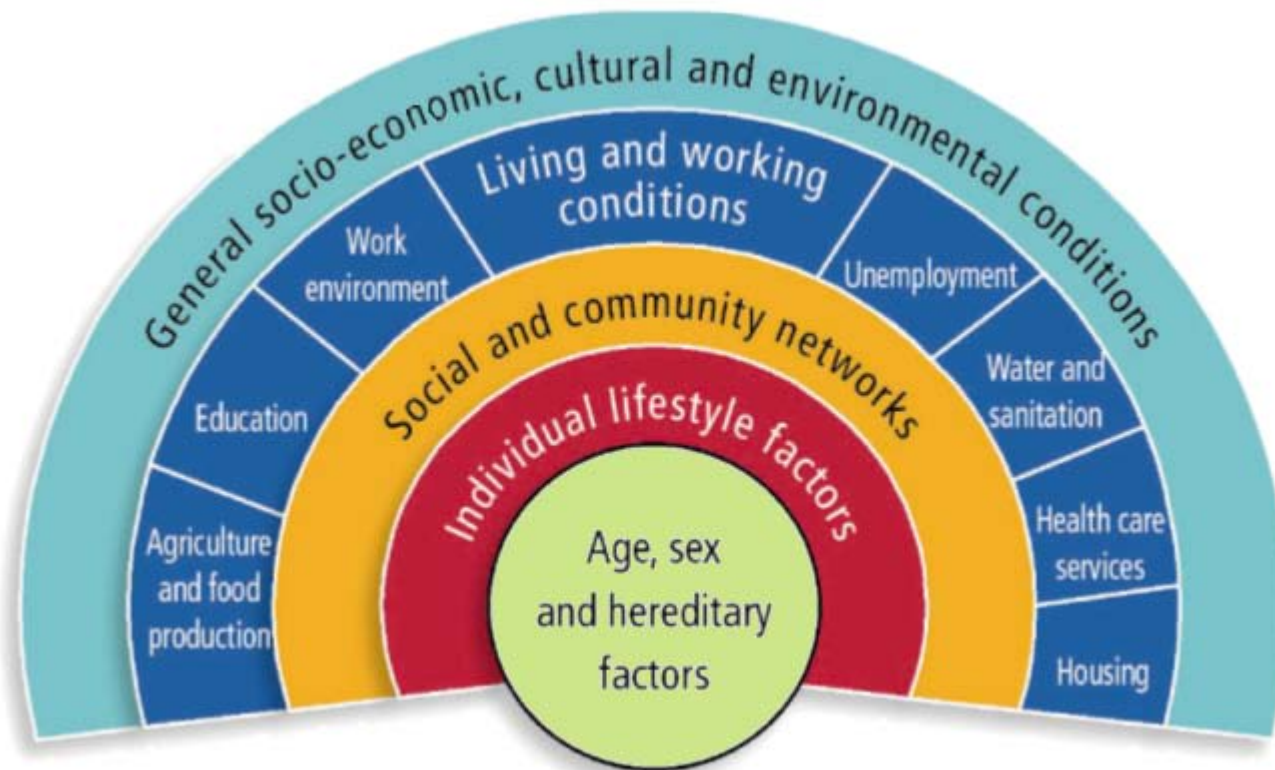 General socio-economic, cultural and environmental conditions
Living and working
conditions
Work
environment
Unemployment
Education
Water and
sanitation
Agriculture
and food
production
Health care
services
Housing
Social and community networks
Individual lifestyle factors
Age, sex
and hereditary
factors